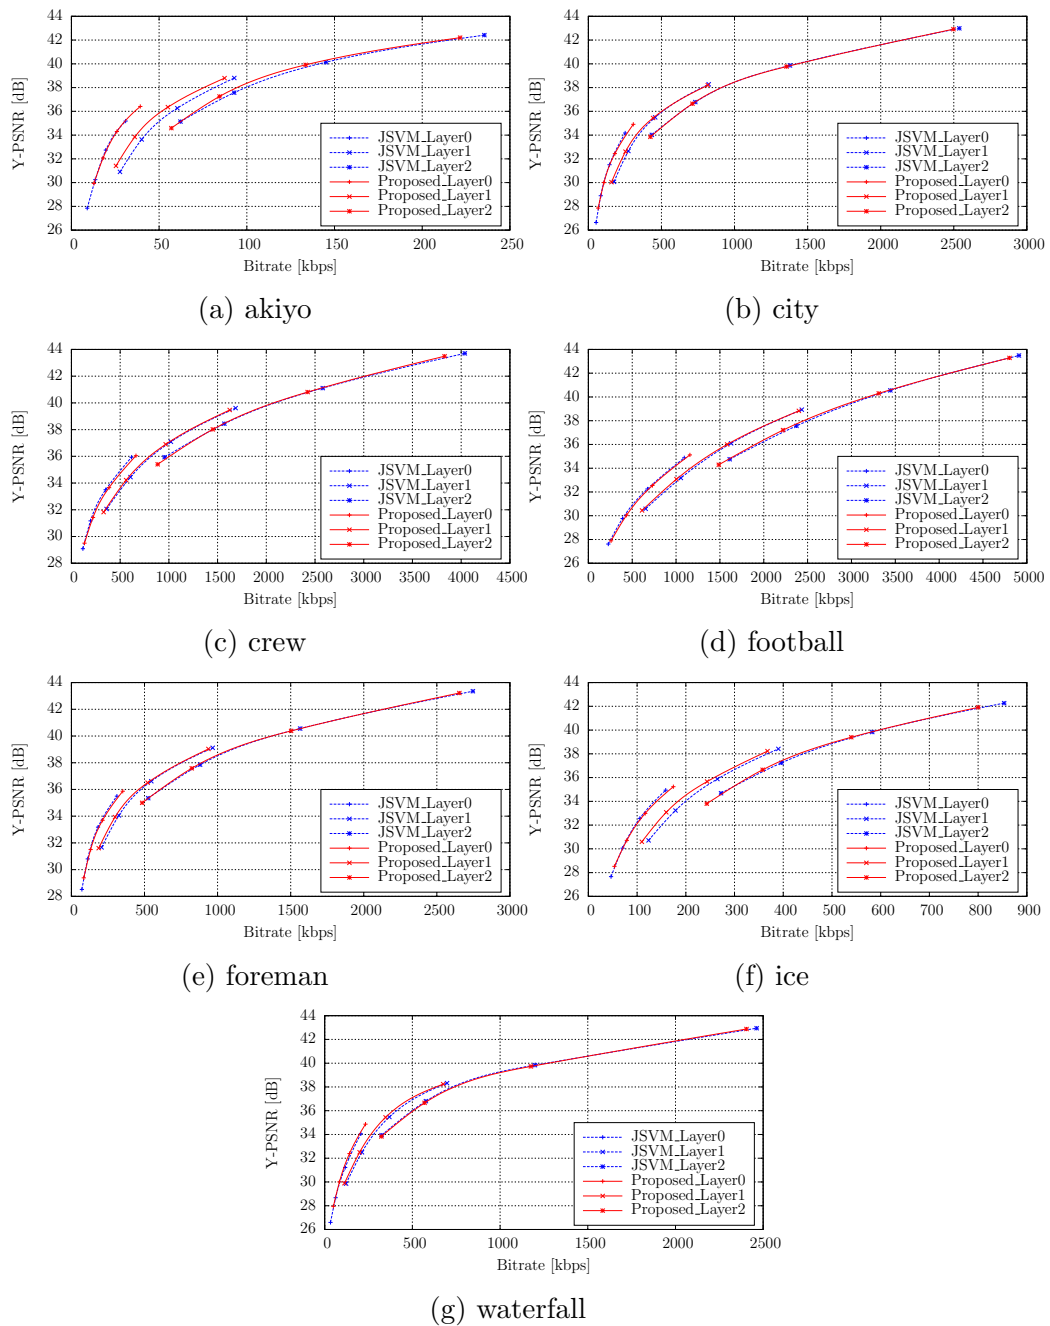 44
42
40
38
36
34
32
30
28
26
Y-PSNR [dB]
0 50 100 150 200 250
Bitrate [kbps]
JSVM_Layer0
JSVM_Layer1
JSVM_Layer2
Proposed_Layer0
Proposed_Layer1
Proposed_Layer2
(a) akiyo
44
42
40
38
36
34
32
30
28
26
Y-PSNR [dB]
0 500 1000 1500 2000 2500 3000
Bitrate [kbps]
JSVM_Layer0
JSVM_Layer1
JSVM_Layer2
Proposed_Layer0
Proposed_Layer1
Proposed_Layer2
(b) city
44
42
40
38
36
34
32
30
28
Y-PSNR [dB]
0 500 1000 1500 2000 2500 3000 3500 4000 4500
Bitrate [kbps]
JSVM_Layer0
JSVM_Layer1
JSVM_Layer2
Proposed_Layer0
Proposed_Layer1
Proposed_Layer2
(c) crew
44
42
40
38
36
34
32
30
28
26
Y-PSNR [dB]
0 500 1000 1500 2000 2500 3000 3500 4000 4500 5000
Bitrate [kbps]
JSVM_Layer0
JSVM_Layer1
JSVM_Layer2
Proposed_Layer0
Proposed_Layer1
Proposed_Layer2
(d) football
44
42
40
38
36
34
32
30
28
Y-PSNR [dB]
0 500 1000 1500 2000 2500 3000
Bitrate [kbps]
JSVM_Layer0
JSVM_Layer1
JSVM_Layer2
Proposed_Layer0
Proposed_Layer1
Proposed_Layer2
(e) foreman
44
42
40
38
36
34
32
30
28
26
Y-PSNR [dB]
0 100 200 300 400 500 600 700 800 900
Bitrate [kbps]
JSVM_Layer0
JSVM_Layer1
JSVM_Layer2
Proposed_Layer0
Proposed_Layer1
Proposed_Layer2
(f) ice
44
42
40
38
36
34
32
30
28
26
Y-PSNR [dB]
0 500 1000 1500 2000 2500
Bitrate [kbps]
JSVM_Layer0
JSVM_Layer1
JSVM_Layer2
Proposed_Layer0
Proposed_Layer1
Proposed_Layer2
(g) waterfall